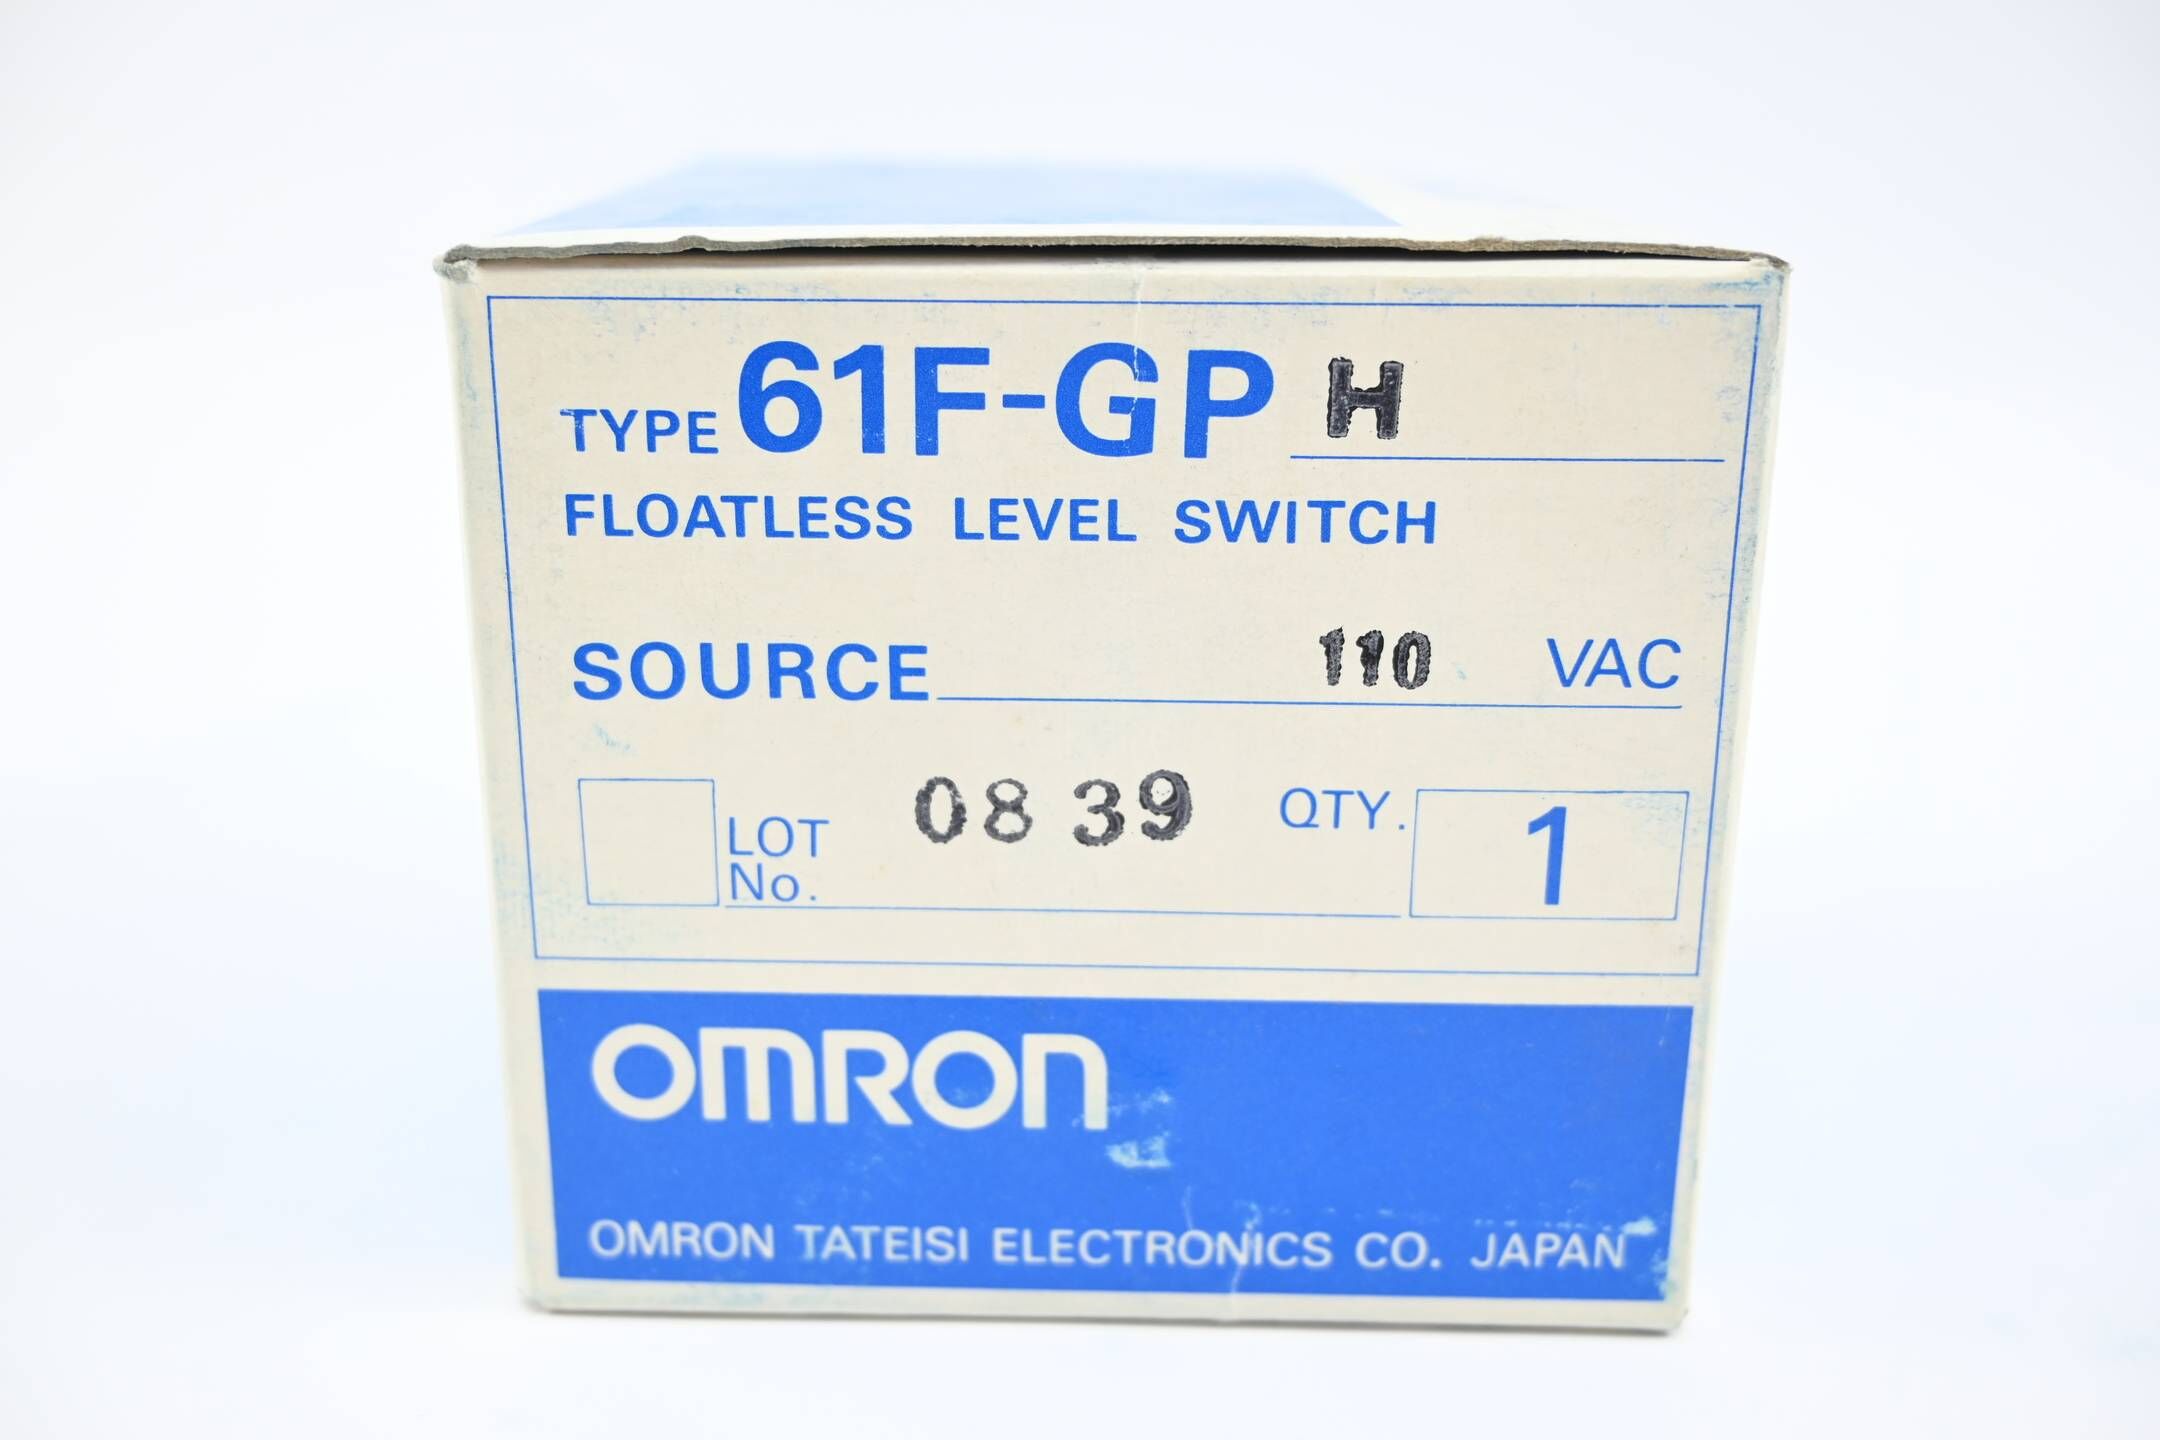 TYPE 61F-GP H
FLOATLESS LEVEL SWITCH
SOURCE 110 VAC
LOT No. 08 39 QTY. 1
OMRON
OMRON TATEISI ELECTRONICS CO. JAPAN